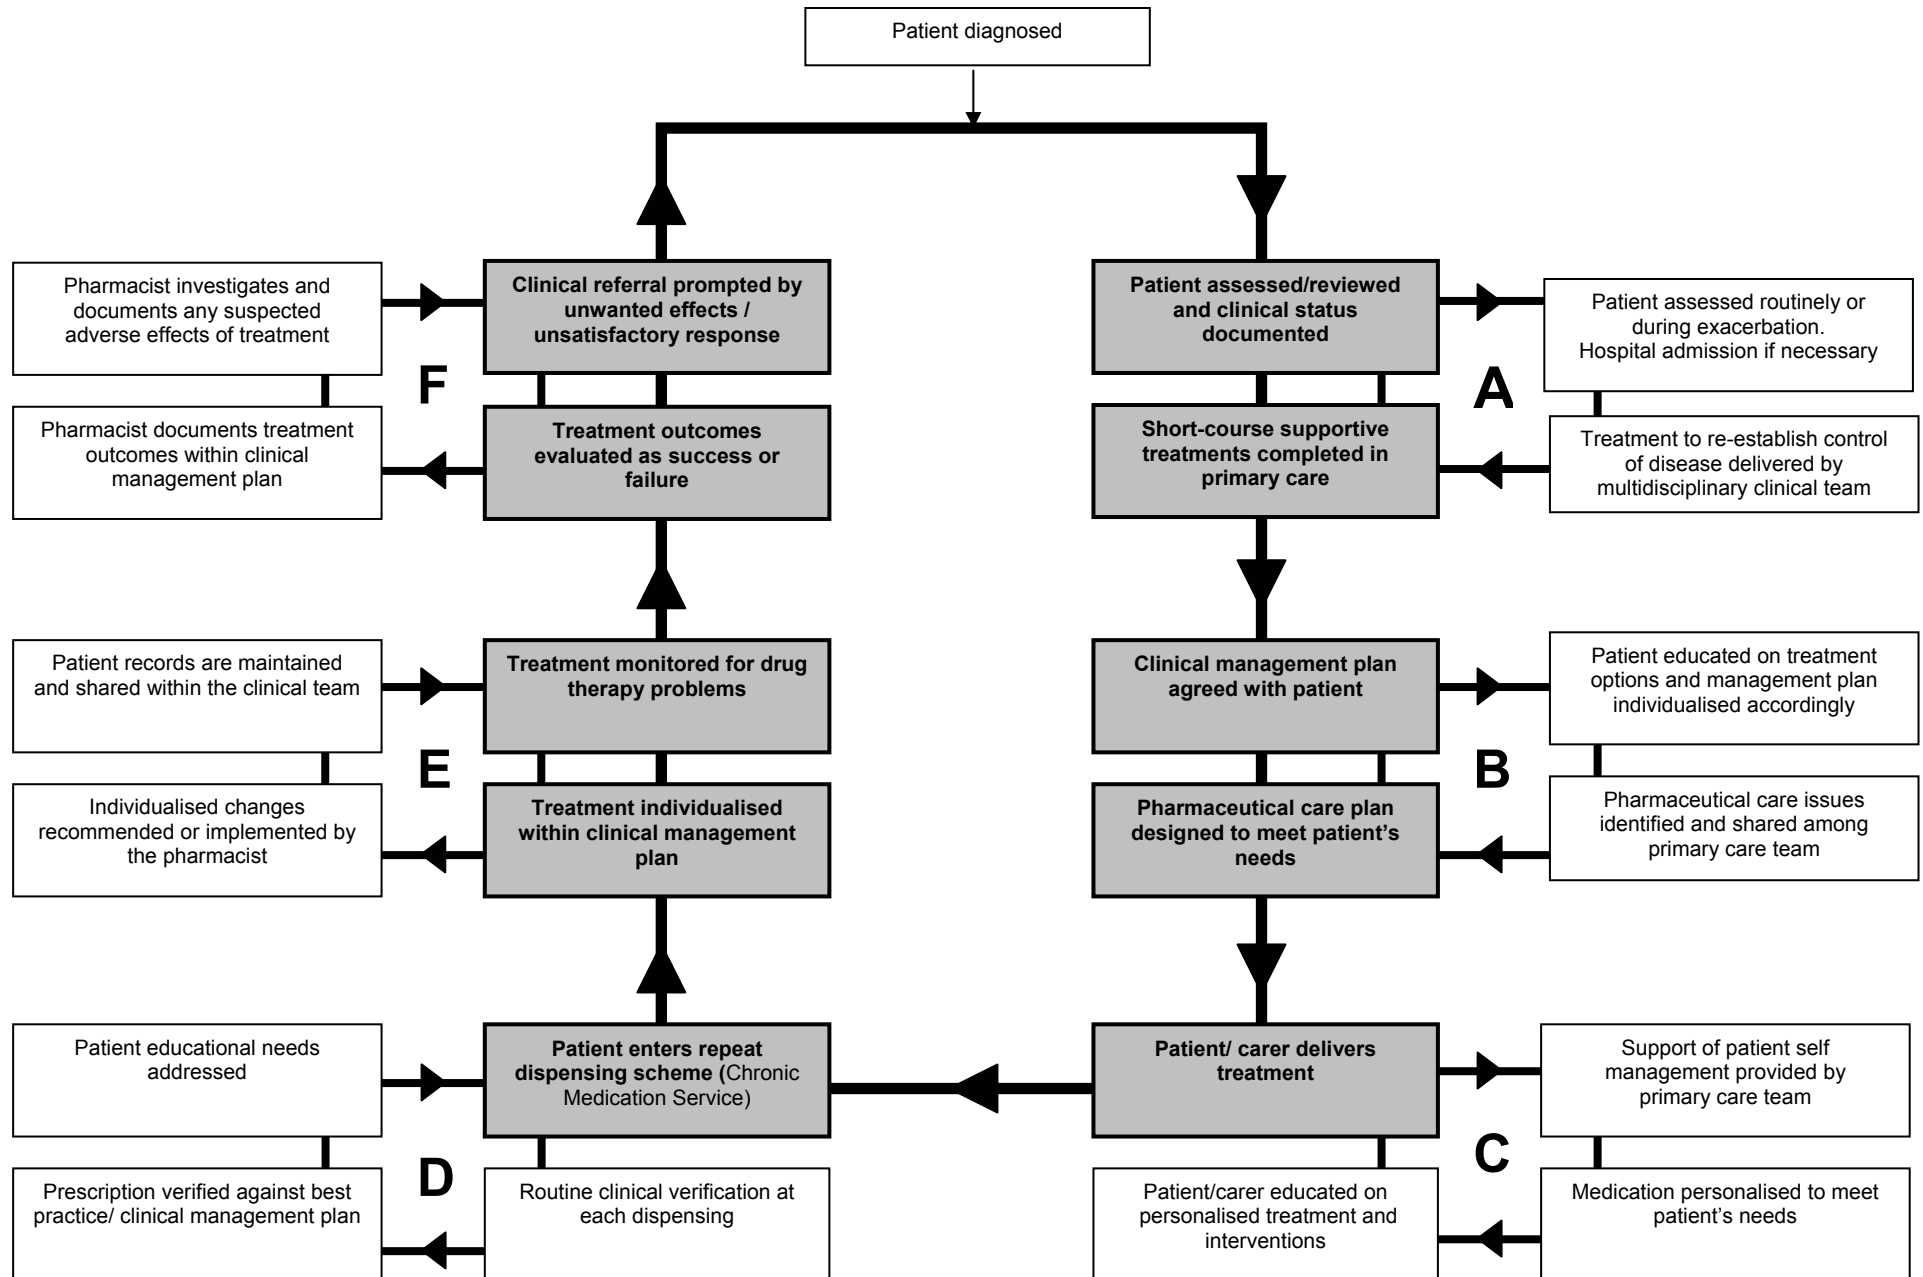 Patient diagnosed
Pharmacist investigates and
documents any suspected
adverse effects of treatment
Clinical referral prompted by
unwanted effects /
unsatisfactory response
Patient assessed/reviewed
and clinical status
documented
Patient assessed routinely or
during exacerbation.
Hospital admission if necessary
F
A
Pharmacist documents treatment
outcomes within clinical
management plan
Treatment outcomes
evaluated as success or
failure
Short-course supportive
treatments completed in
primary care
Treatment to re-establish control
of disease delivered by
multidisciplinary clinical team
Patient records are maintained
and shared within the clinical team
Treatment monitored for drug
therapy problems
Clinical management plan
agreed with patient
Patient educated on treatment
options and management plan
individualised accordingly
E
B
Individualised changes
recommended or implemented by
the pharmacist
Treatment individualised
within clinical management
plan
Pharmaceutical care plan
designed to meet patient's
needs
Pharmaceutical care issues
identified and shared among
primary care team
Patient educational needs
addressed
Patient enters repeat
dispensing scheme (Chronic
Medication Service)
Patient/ carer delivers
treatment
Support of patient self
management provided by
primary care team
D
C
Prescription verified against best
practice/ clinical management plan
Routine clinical verification at
each dispensing
Patient/carer educated on
personalised treatment and
interventions
Medication personalised to meet
patient's needs